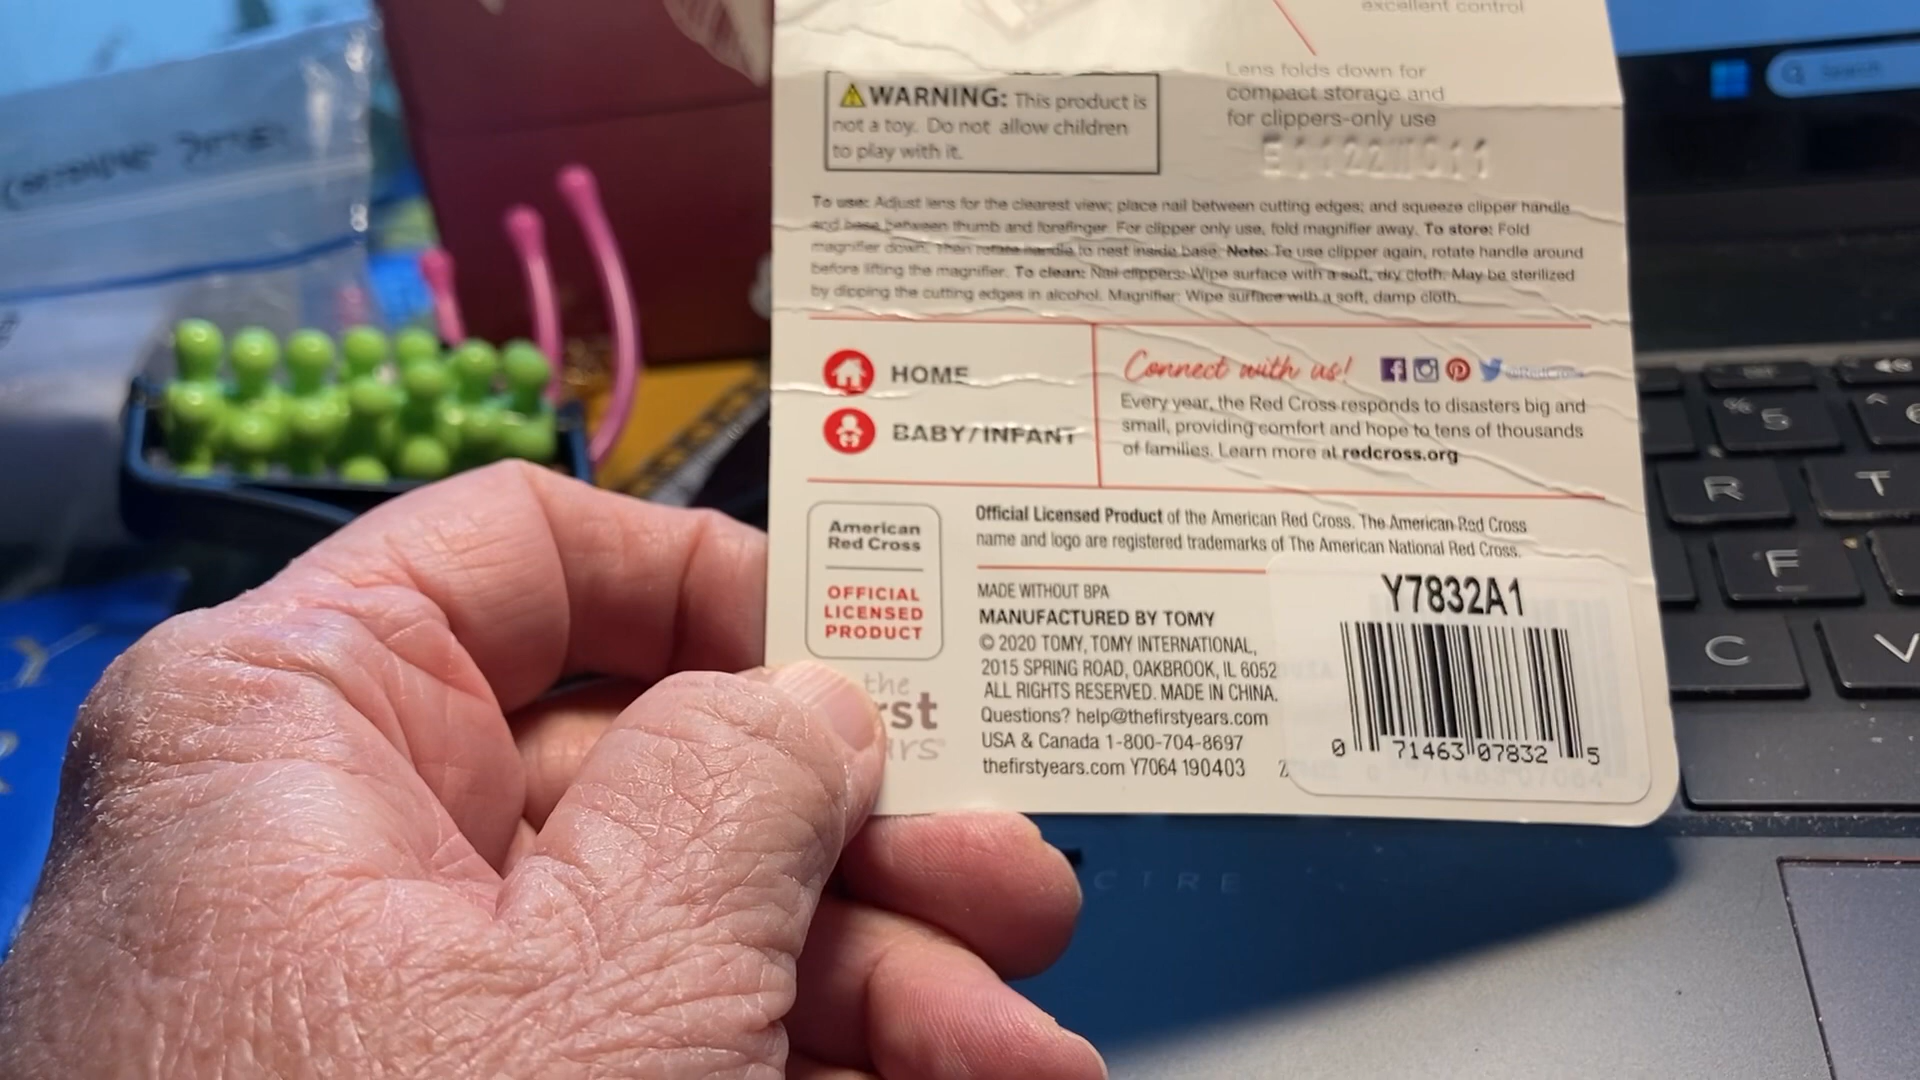 excellent control
Lens folds down for
compact storage and
for clippers-only use
WARNING: This product is
not a toy. Do not allow children
to play with it.
To use: Adjust lens for the clearest view; place nail between cutting edges; and squeeze clipper handle
and base between thumb and forefinger. For clipper only use, fold magnifier away. To store: Fold
magnifier down. Then rotate handle to nest inside base. Note: To use clipper again, rotate handle around
before lifting the magnifier. To clean: Nail clippers: Wipe surface with a soft, dry cloth. May be sterilized
by dipping the cutting edges in alcohol. Magnifier: Wipe surface with a soft, damp cloth.
HOME
BABY/INFANT
Connect with us!
Every year, the Red Cross responds to disasters big and
small, providing comfort and hope to tens of thousands
of families. Learn more at redcross.org
American
Red Cross
OFFICIAL
LICENSED
PRODUCT
Official Licensed Product of the American Red Cross. The American Red Cross
name and logo are registered trademarks of The American National Red Cross.
MADE WITHOUT BPA
MANUFACTURED BY TOMY
© 2020 TOMY, TOMY INTERNATIONAL,
2015 SPRING ROAD, OAKBROOK, IL 6052
ALL RIGHTS RESERVED. MADE IN CHINA.
Questions? help@thefirstyears.com
USA & Canada 1-800-704-8697
thefirstyears.com Y7064 190403
the
rst
ars
Y7832A1
0 71463 07832 5
Search
% 5
R
T
F
C
V